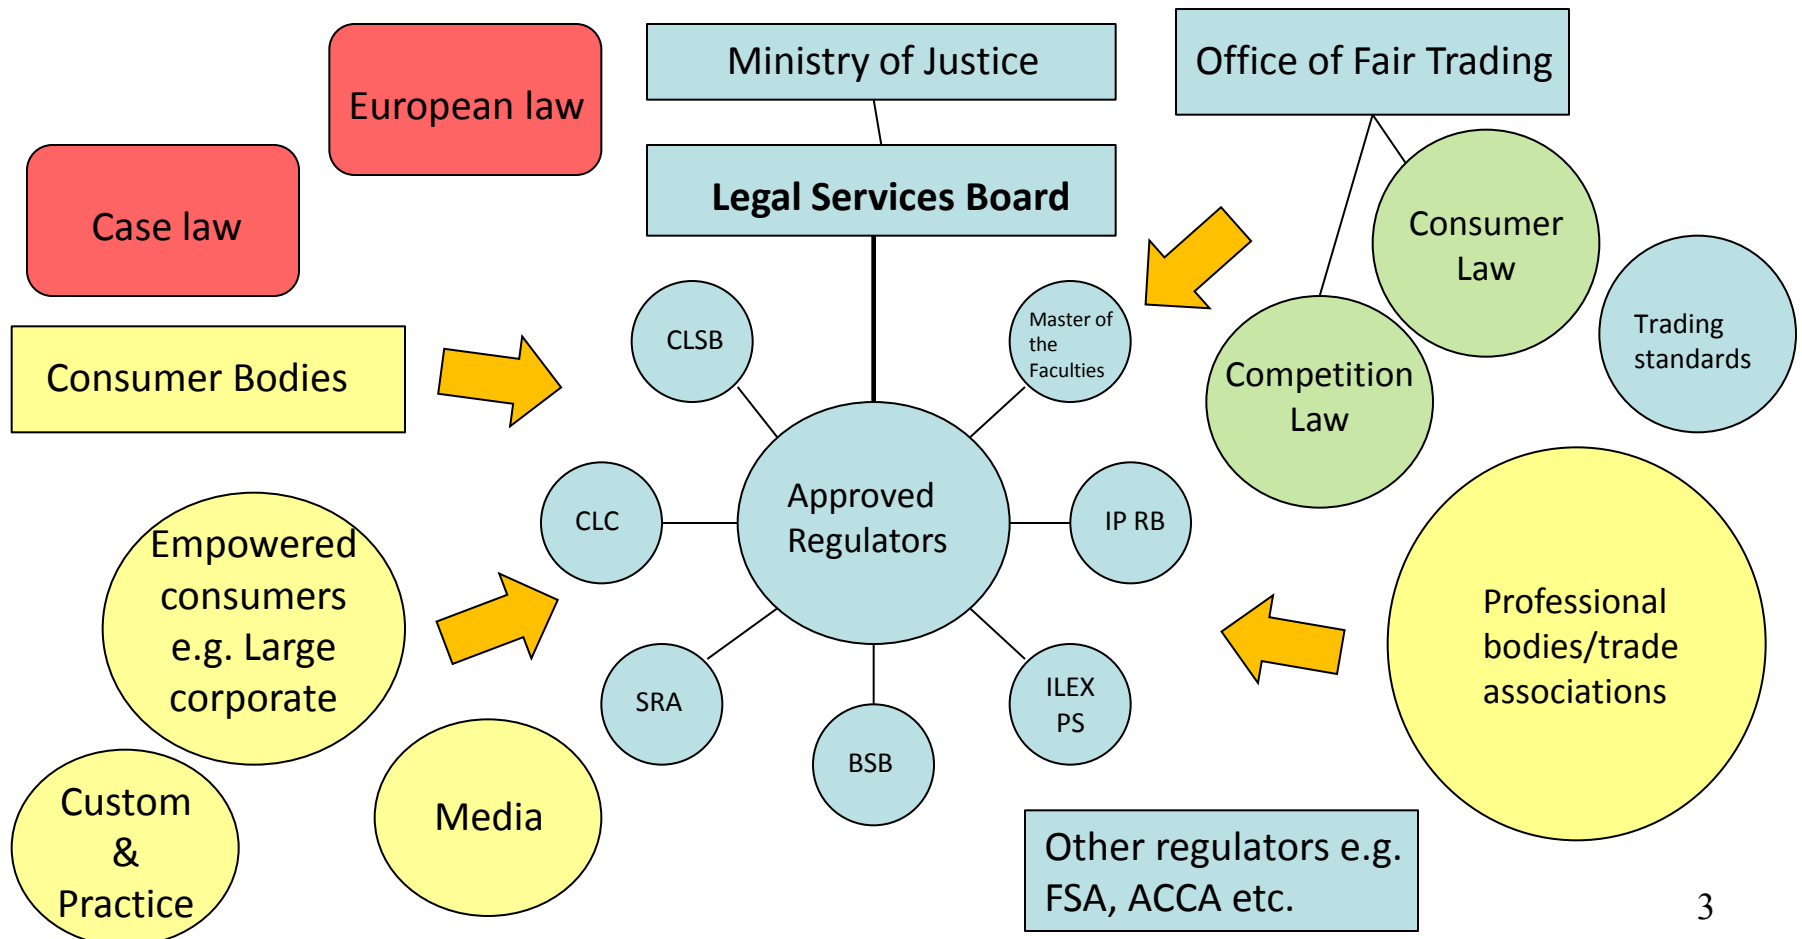 Ministry of Justice
Office of Fair Trading
European law
Legal Services Board
Case law
Consumer
Law
CLSB
Master of
the
Faculties
Trading
standards
Consumer Bodies
Competition
Law
Approved
Regulators
CLC
IP RB
Empowered
consumers
e.g. Large
corporate
Professional
bodies/trade
associations
SRA
ILEX
PS
BSB
Custom
&
Practice
Media
Other regulators e.g.
FSA, ACCA etc.
3